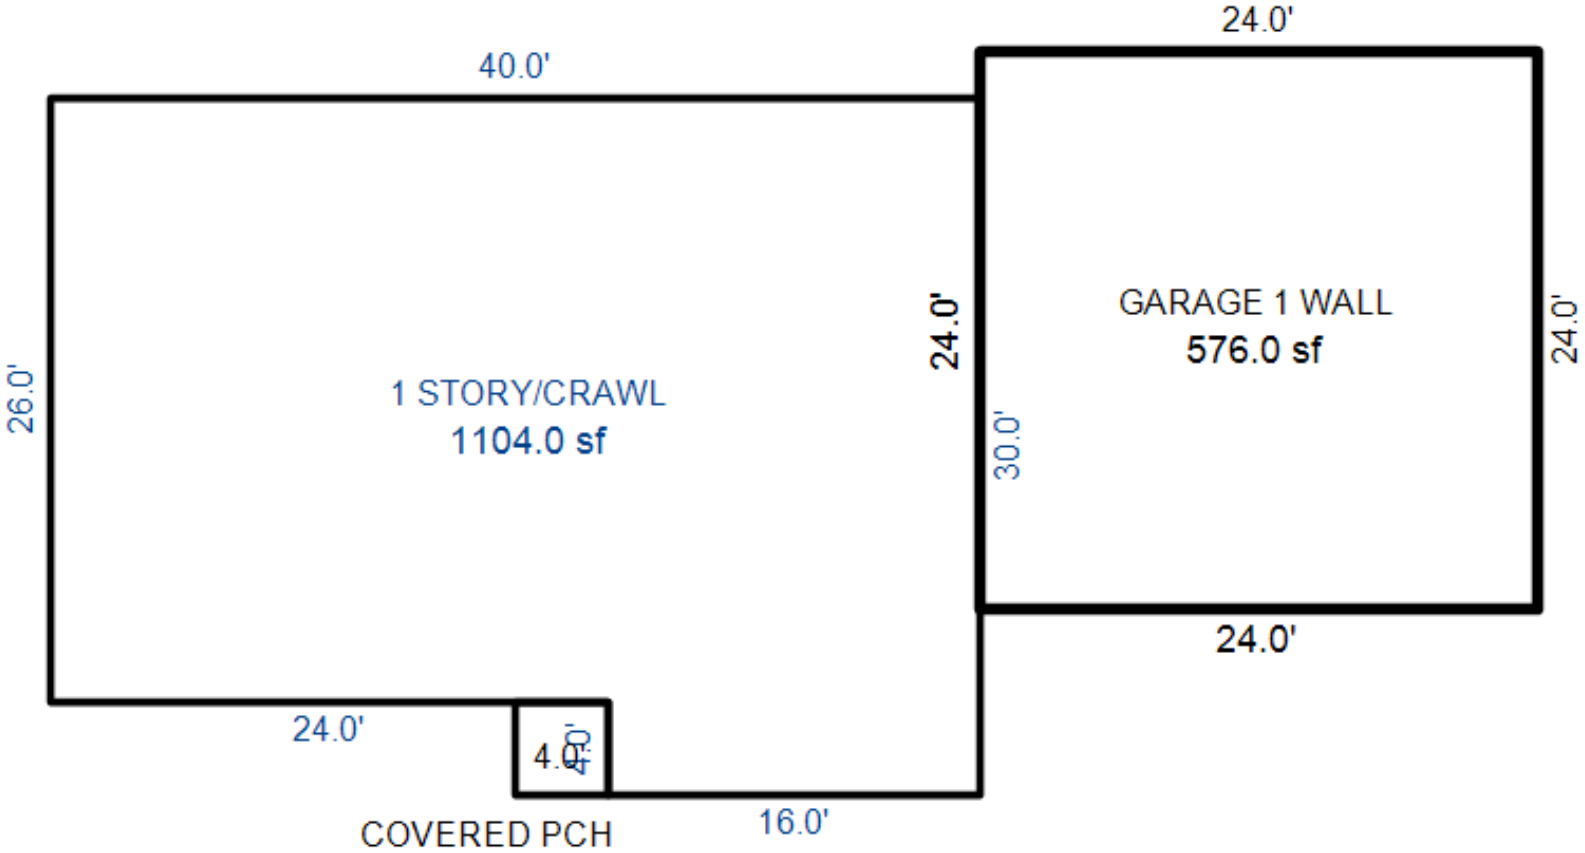 24.0'
40.0'
24.0'
GARAGE 1 WALL
576.0 sf
24.0'
26.0'
1 STORY/CRAWL
1104.0 sf
30.0'
24.0'
24.0'
4.0'
4.0'
16.0'
COVERED PCH